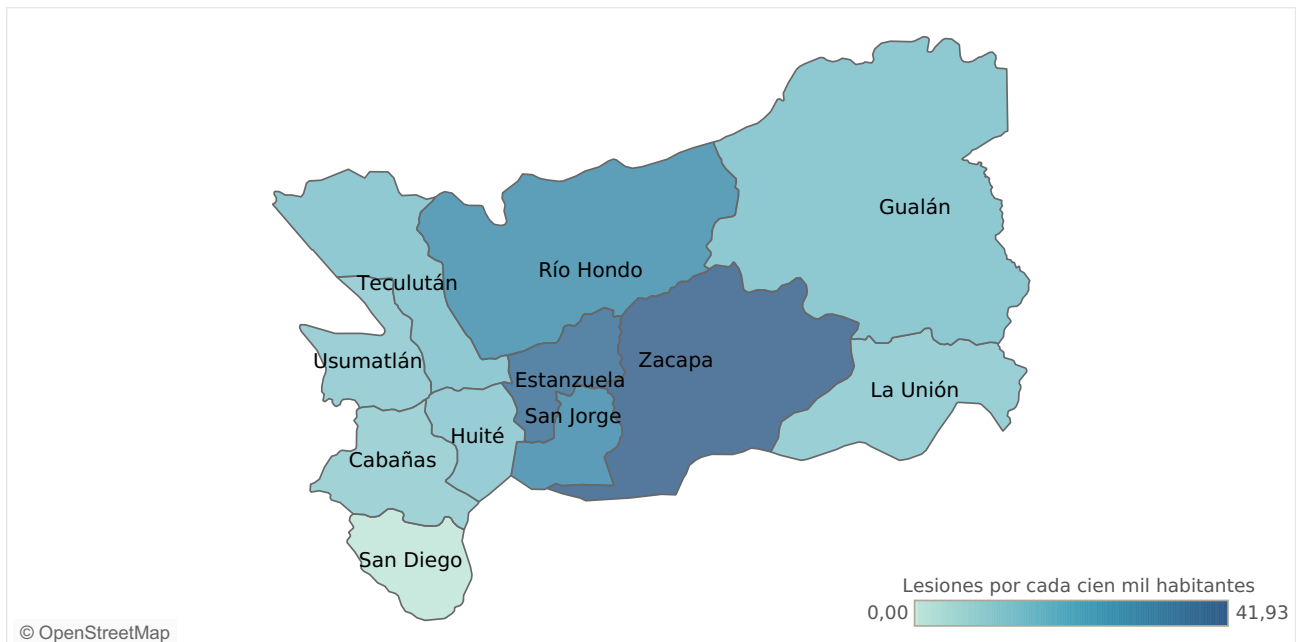 Gualán
Río Hondo
Teculután
Zacapa
Usumatlán
Estanzuela
La Unión
San Jorge
Huité
Cabañas
San Diego
Lesiones por cada cien mil habitantes
0,00
41,93
© OpenStreetMap